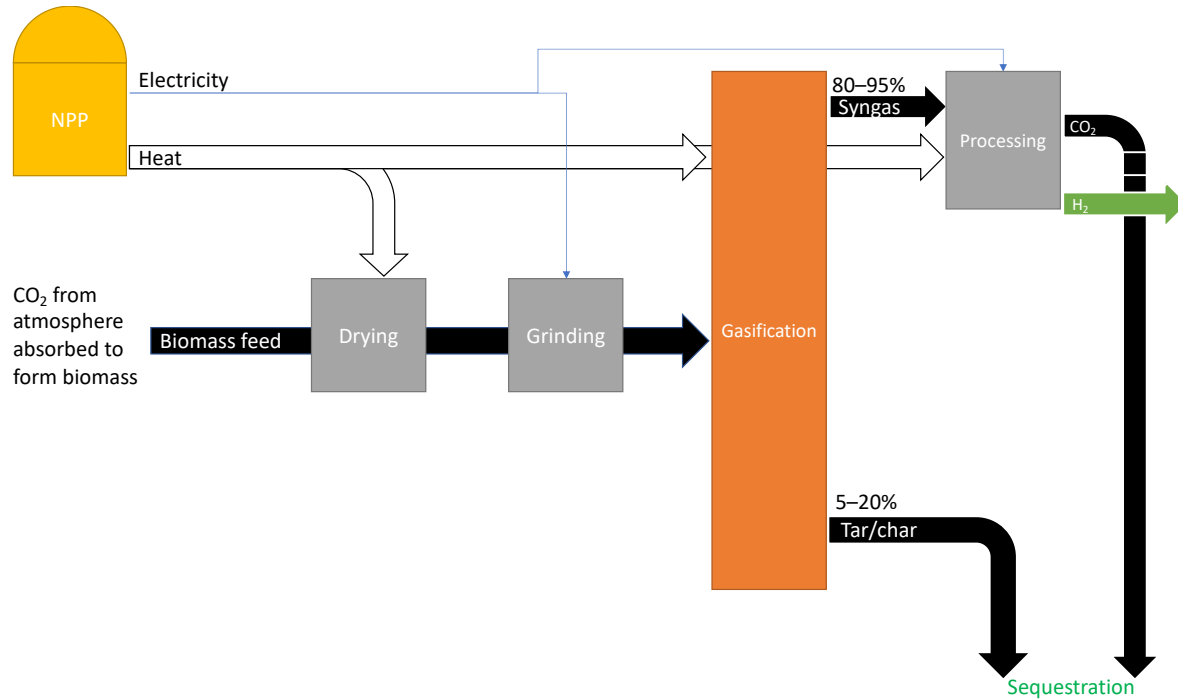 Electricity
NPP
Heat
80–95%
Syngas
Processing
CO₂
H₂
CO₂ from
atmosphere
absorbed to
form biomass
Biomass feed
Drying
Grinding
Gasification
5–20%
Tar/char
Sequestration